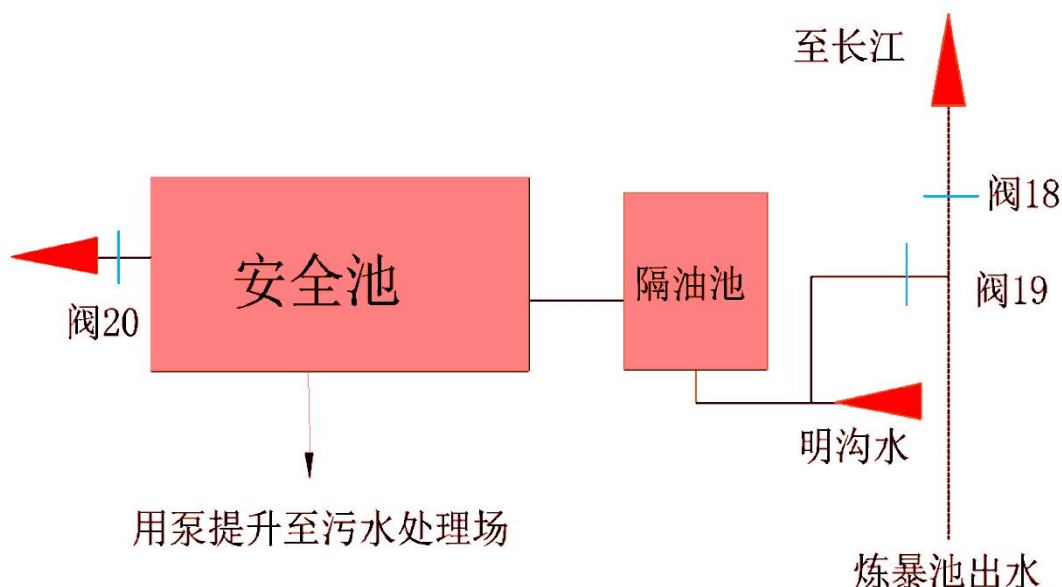 至长江
阀18
安全池
隔油池
阀19
阀20
明沟水
用泵提升至污水处理场
炼暴池出水